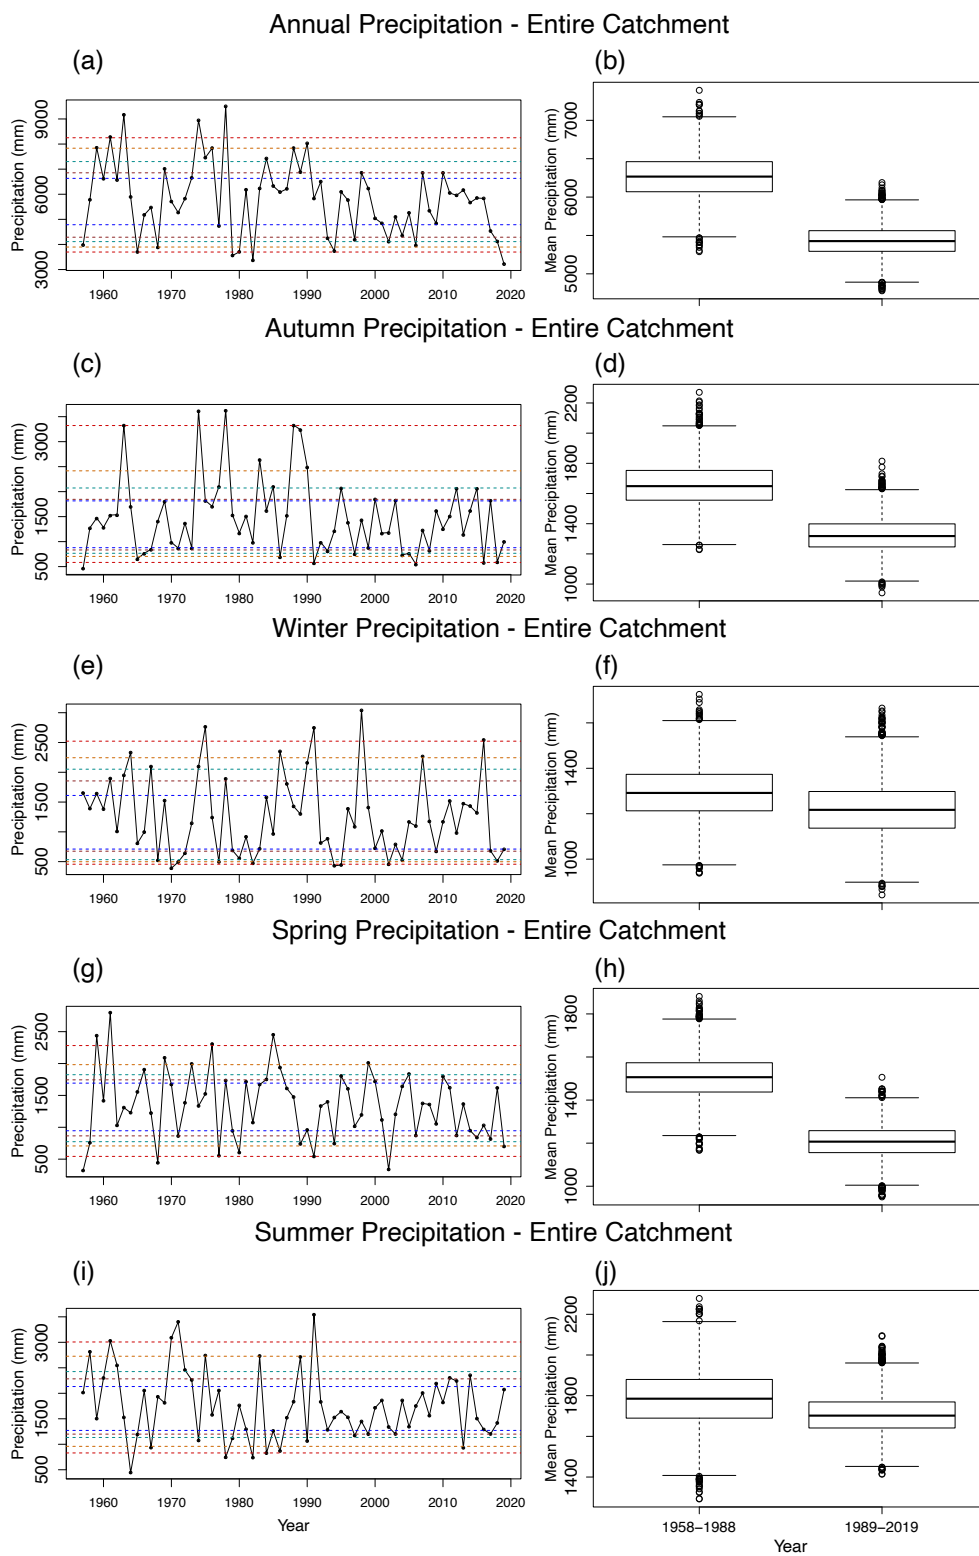 Annual Precipitation - Entire Catchment
(a)
(b)
Precipitation (mm)
3000 6000 9000
1960 1970 1980 1990 2000 2010 2020
Mean Precipitation (mm)
5000 6000 7000
Autumn Precipitation - Entire Catchment
(c)
(d)
Precipitation (mm)
500 1500 3000
1960 1970 1980 1990 2000 2010 2020
Mean Precipitation (mm)
1000 1400 1800 2200
Winter Precipitation - Entire Catchment
(e)
(f)
Precipitation (mm)
500 1500 2500
1960 1970 1980 1990 2000 2010 2020
Mean Precipitation (mm)
1000 1400
Spring Precipitation - Entire Catchment
(g)
(h)
Precipitation (mm)
500 1500 2500
1960 1970 1980 1990 2000 2010 2020
Mean Precipitation (mm)
1000 1400 1800
Summer Precipitation - Entire Catchment
(i)
(j)
Precipitation (mm)
500 1500 3000
1960 1970 1980 1990 2000 2010 2020
Year
Mean Precipitation (mm)
1400 1800 2200
1958–1988 1989–2019
Year